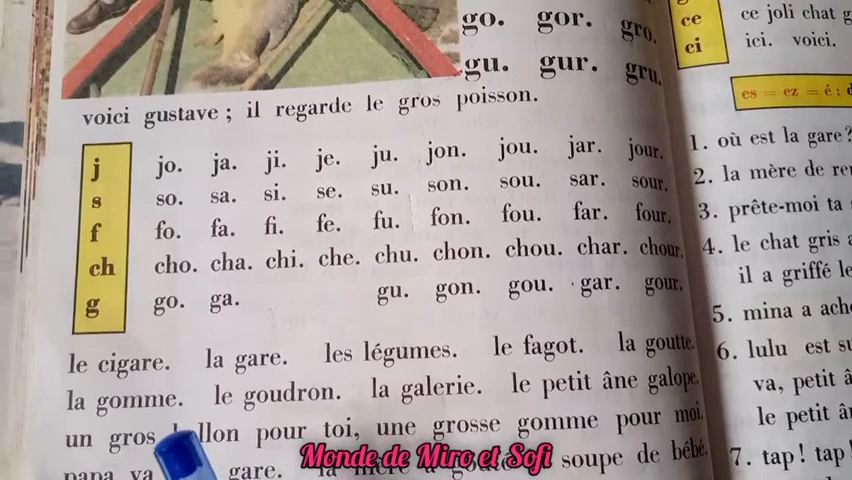 go. gor. gro.
gu. gur. gru.
voici gustave ; il regarde le gros poisson.
j jo. ja. ji. je. ju. jon. jou. jar. jour.
s so. sa. si. se. su. son. sou. sar. sour.
f fo. fa. fi. fe. fu. fon. fou. far. four.
ch cho. cha. chi. che. chu. chon. chou. char. chour.
g go. ga. gu. gon. gou. gar. gour.
le cigare. la gare. les légumes. le fagot. la goutte.
la gomme. le goudron. la galerie. le petit âne galope.
un gros pour toi, une grosse gomme pour moi.
papa va gare. la soupe de bébé.
Monde de Miro et Sofi
ce ce joli chat
ci ici. voici.
es = ez = é :
1. où est la gare ?
2. la mère de
3. prête-moi ta
4. le chat gris a
il a griffé le
5. mina a
6. lulu est
va, petit
le petit
7. tap ! tap !